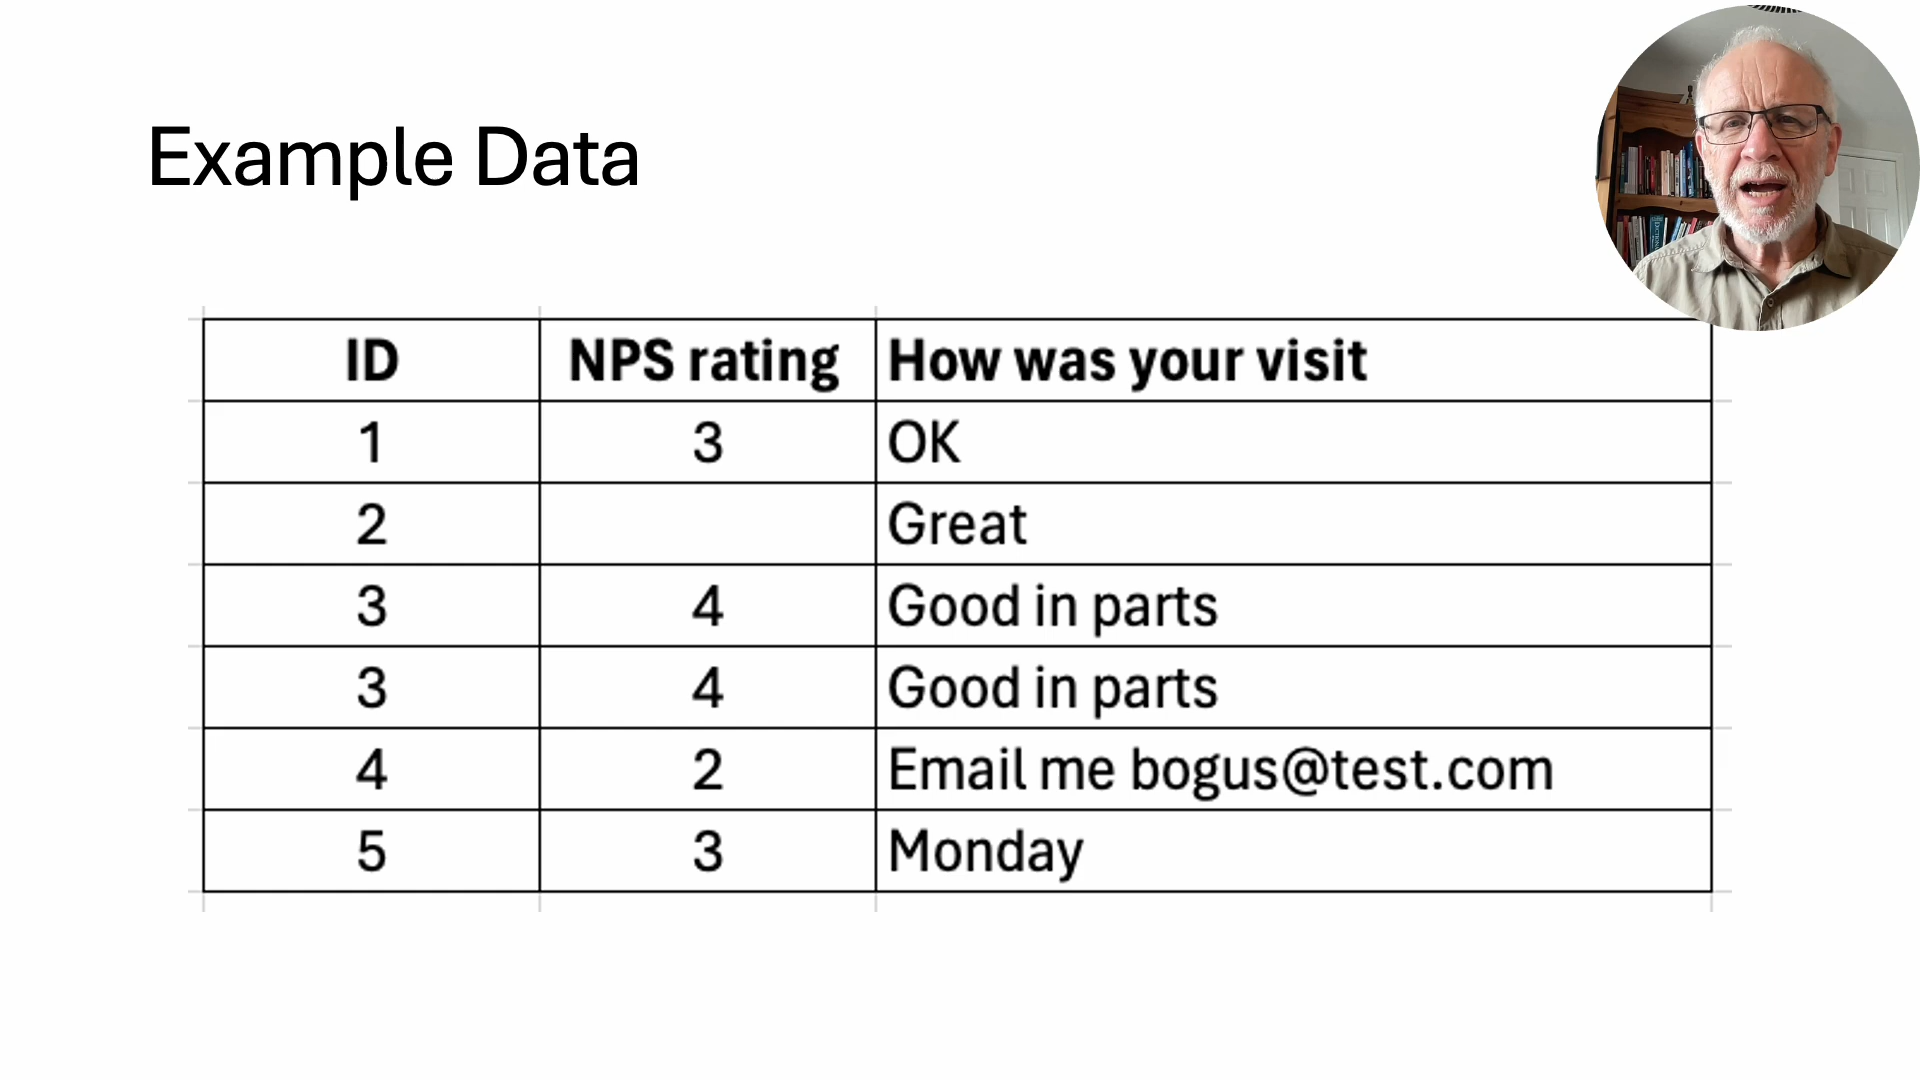 Example Data
ID NPS rating How was your visit
1 3 OK
2 Great
3 4 Good in parts
3 4 Good in parts
4 2 Email me bogus@test.com
5 3 Monday